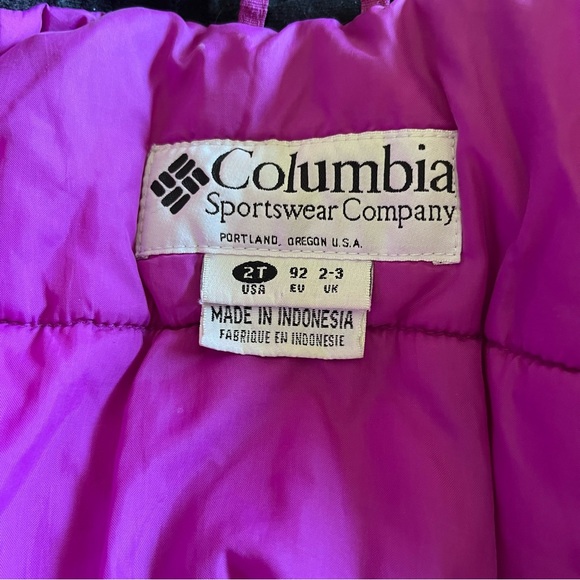 Columbia
Sportswear Company
PORTLAND, OREGON U.S.A.
2T 92 2-3
USA EU UK
MADE IN INDONESIA
FABRIQUE EN INDONESIE